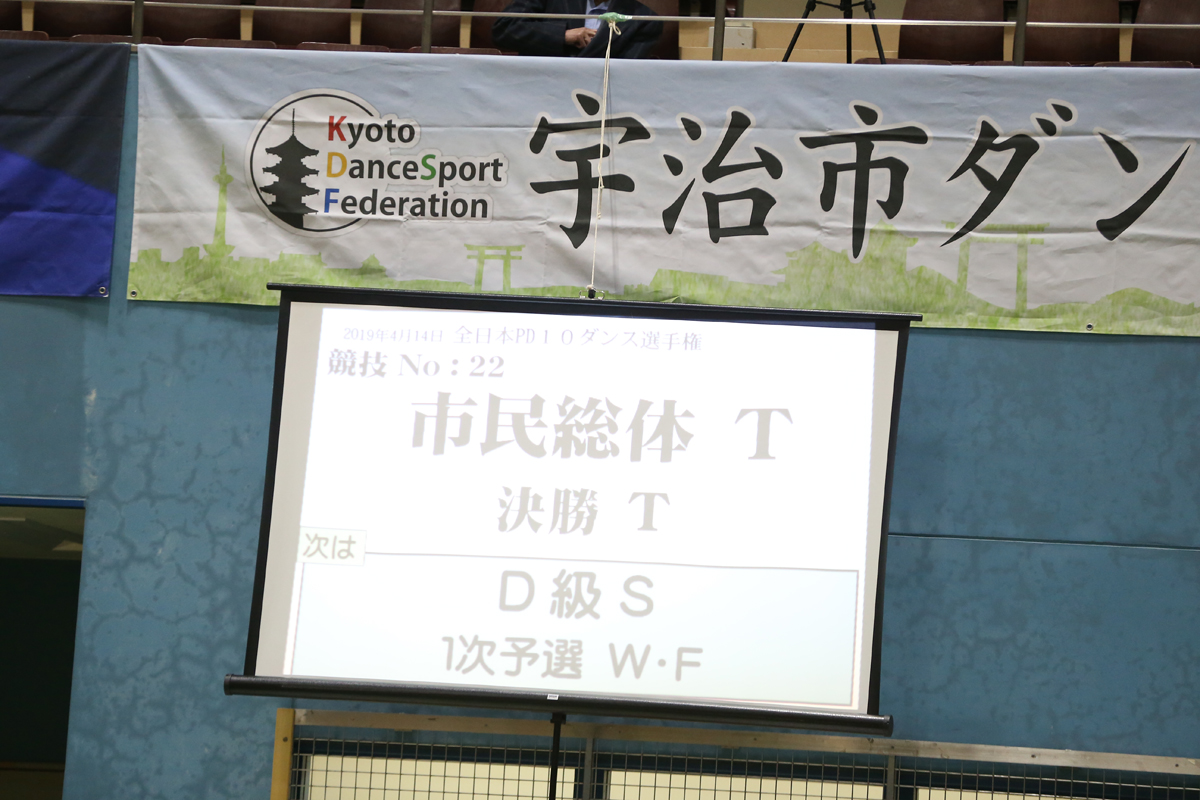 Kyoto
DanceSport
Federation
宇治市ダン
2019年4月14日 全日本PD10ダンス選手権
競技 No：22
市民総体 T
決勝 T
次は
D級S
1次予選 W・F